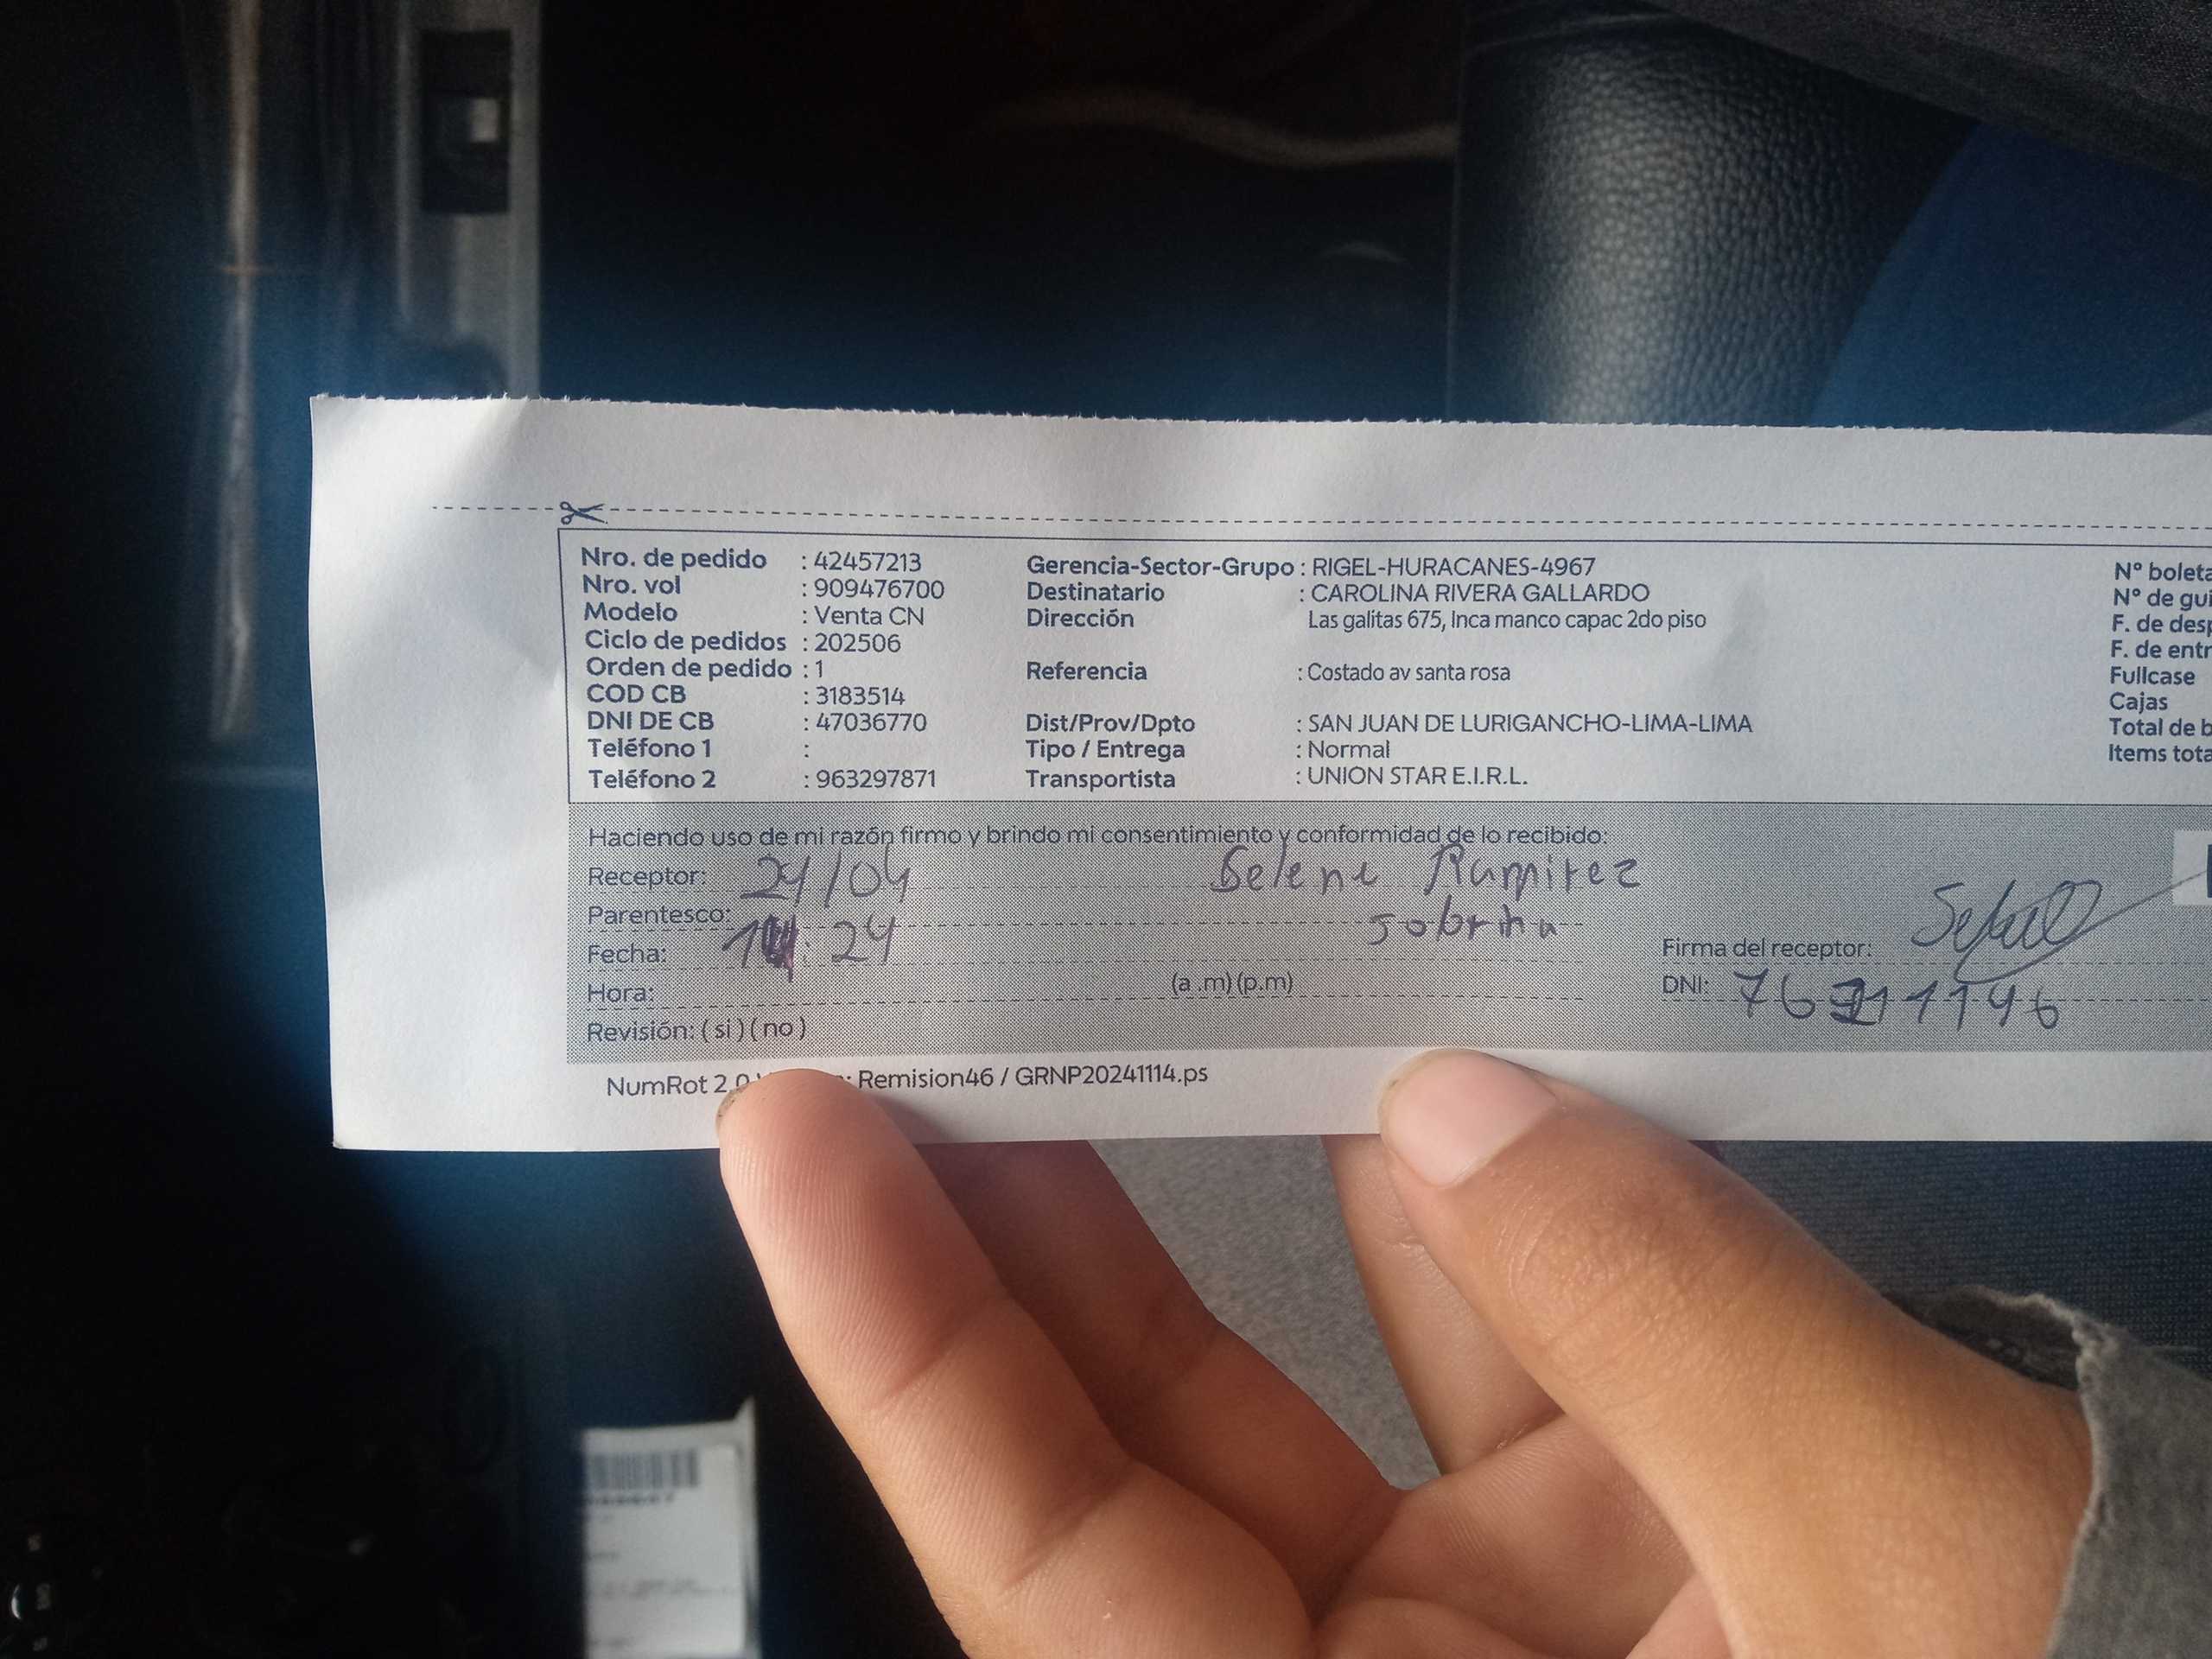 Nro. de pedido : 42457213 Gerencia-Sector-Grupo : RIGEL-HURACANES-4967 N° boleta
Nro. vol : 909476700 Destinatario : CAROLINA RIVERA GALLARDO N° de gui
Modelo : Venta CN Dirección Las galitas 675, Inca manco capac 2do piso F. de desp
Ciclo de pedidos : 202506 F. de entr
Orden de pedido : 1 Referencia : Costado av santa rosa Fullcase
COD CB : 3183514 Cajas
DNI DE CB : 47036770 Dist/Prov/Dpto : SAN JUAN DE LURIGANCHO-LIMA-LIMA Total de b
Teléfono 1 : Tipo / Entrega : Normal Items tota
Teléfono 2 : 963297871 Transportista : UNION STAR E.I.R.L.
Haciendo uso de mi razón firmo y brindo mi consentimiento y conformidad de lo recibido:
Receptor: 24/04 Selene Ramirez
Parentesco: sobrina
Fecha: : 24 Firma del receptor:
Hora: (a .m) (p.m) DNI:
Revisión: ( si ) ( no )
NumRot 2.0 : Remision46 / GRNP20241114.ps